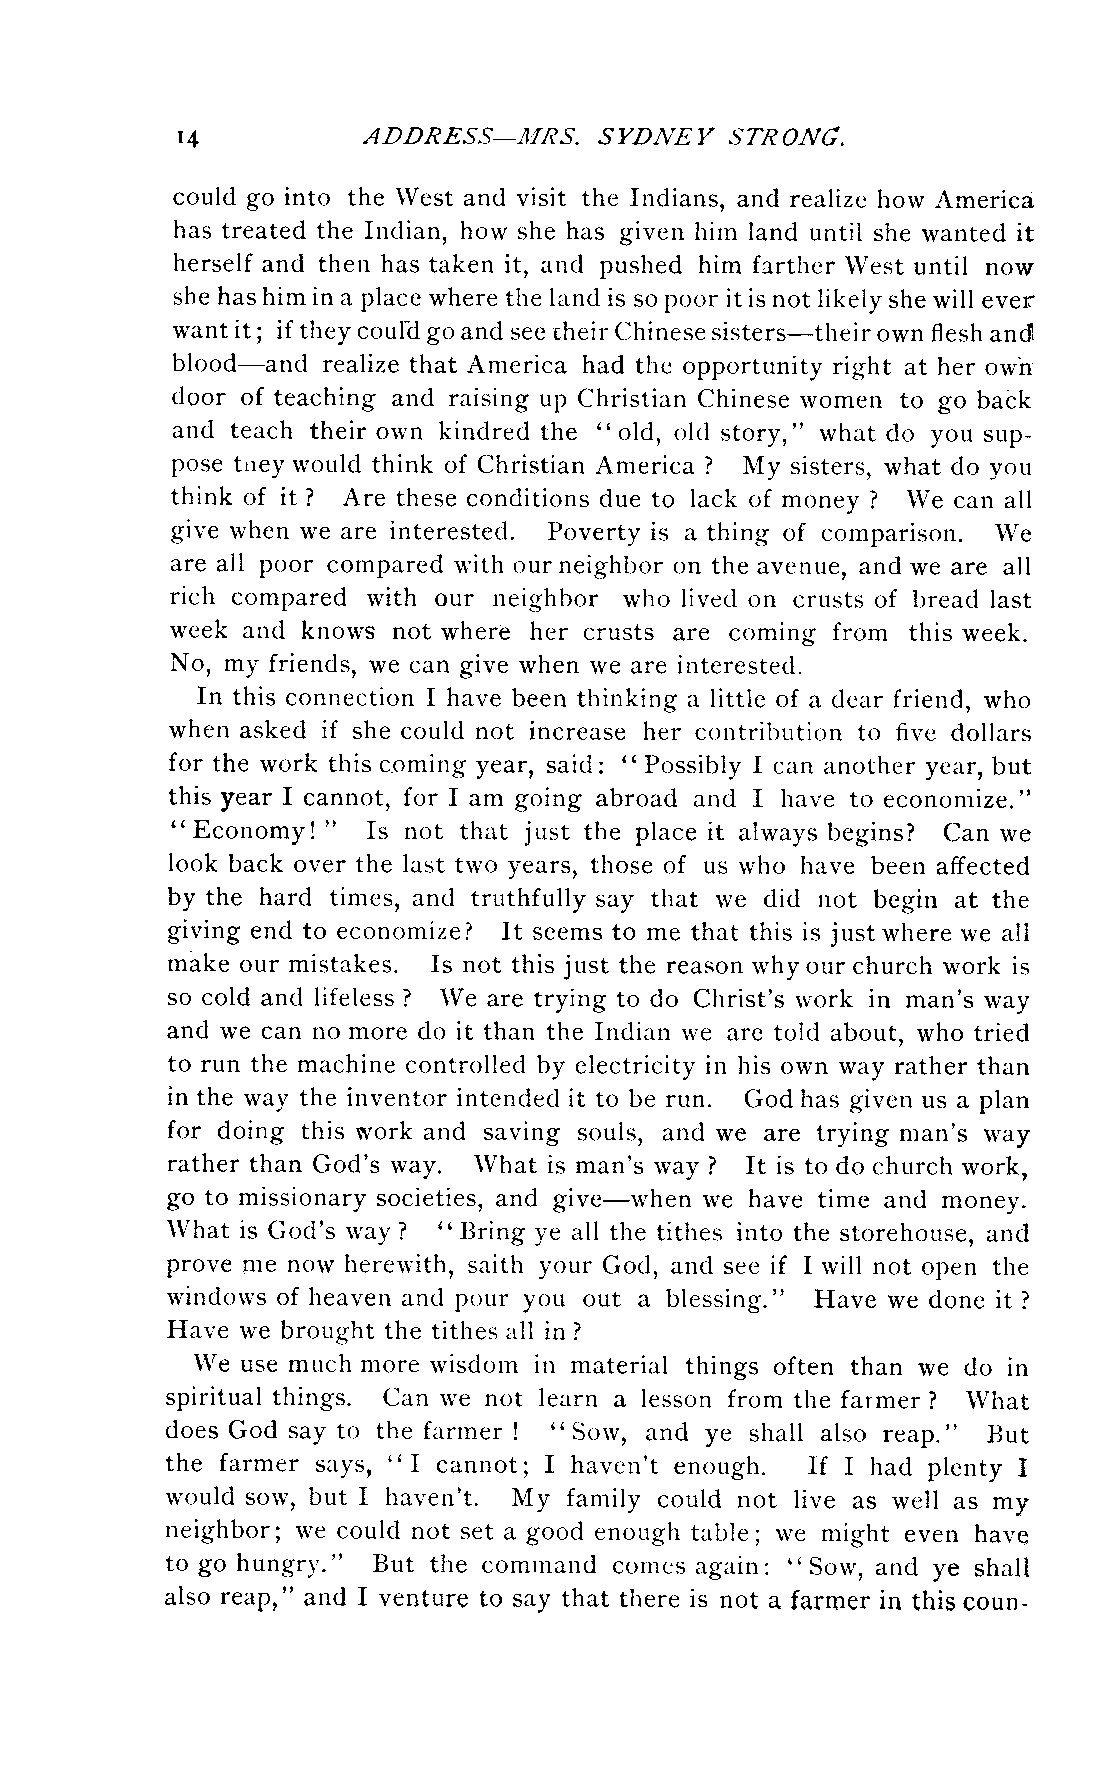 14 ADDRESS—MRS. SYDNEY STRONG.
could go into the West and visit the Indians, and realize how America
has treated the Indian, how she has given him land until she wanted it
herself and then has taken it, and pushed him farther West until now
she has him in a place where the land is so poor it is not likely she will ever
want it; if they could go and see their Chinese sisters—their own flesh and
blood—and realize that America had the opportunity right at her own
door of teaching and raising up Christian Chinese women to go back
and teach their own kindred the "old, old story," what do you sup-
pose they would think of Christian America ? My sisters, what do you
think of it ? Are these conditions due to lack of money ? We can all
give when we are interested. Poverty is a thing of comparison. We
are all poor compared with our neighbor on the avenue, and we are all
rich compared with our neighbor who lived on crusts of bread last
week and knows not where her crusts are coming from this week.
No, my friends, we can give when we are interested.
In this connection I have been thinking a little of a dear friend, who
when asked if she could not increase her contribution to five dollars
for the work this coming year, said: "Possibly I can another year, but
this year I cannot, for I am going abroad and I have to economize."
"Economy!" Is not that just the place it always begins? Can we
look back over the last two years, those of us who have been affected
by the hard times, and truthfully say that we did not begin at the
giving end to economize? It seems to me that this is just where we all
make our mistakes. Is not this just the reason why our church work is
so cold and lifeless ? We are trying to do Christ's work in man's way
and we can no more do it than the Indian we are told about, who tried
to run the machine controlled by electricity in his own way rather than
in the way the inventor intended it to be run. God has given us a plan
for doing this work and saving souls, and we are trying man's way
rather than God's way. What is man's way ? It is to do church work,
go to missionary societies, and give—when we have time and money.
What is God's way ? "Bring ye all the tithes into the storehouse, and
prove me now herewith, saith your God, and see if I will not open the
windows of heaven and pour you out a blessing." Have we done it ?
Have we brought the tithes all in ?
We use much more wisdom in material things often than we do in
spiritual things. Can we not learn a lesson from the farmer ? What
does God say to the farmer ! "Sow, and ye shall also reap." But
the farmer says, "I cannot; I haven't enough. If I had plenty I
would sow, but I haven't. My family could not live as well as my
neighbor; we could not set a good enough table; we might even have
to go hungry." But the command comes again: "Sow, and ye shall
also reap," and I venture to say that there is not a farmer in this coun-